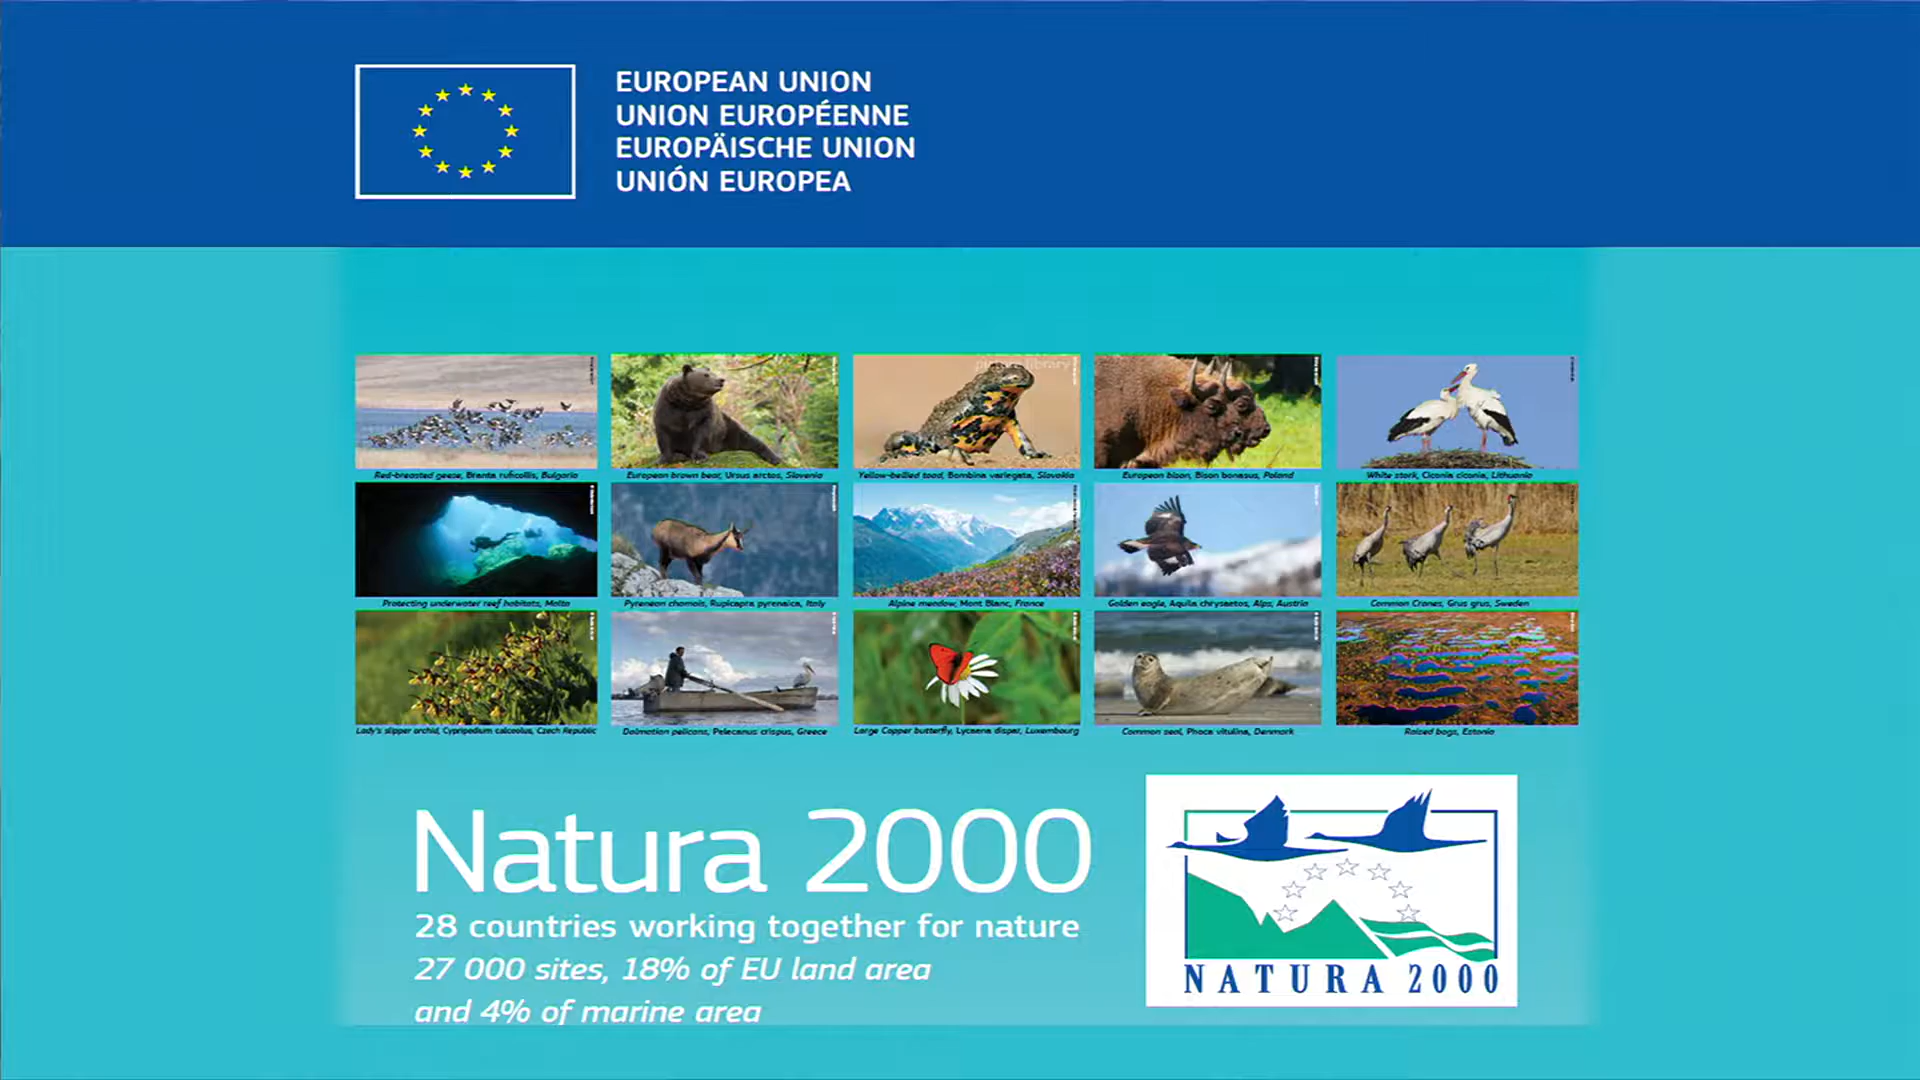 EUROPEAN UNION
UNION EUROPÉENNE
EUROPÄISCHE UNION
UNIÓN EUROPEA
Red-breasted geese, Branta ruficollis, Bulgaria
European brown bear, Ursus arctos, Slovenia
Yellow-bellied toad, Bombina variegata, Slovakia
European bison, Bison bonasus, Poland
White stork, Ciconia ciconia, Lithuania
Protecting underwater reef habitats, Malta
Pyrenean chamois, Rupicapra pyrenaica, Italy
Alpine meadow, Mont Blanc, France
Golden eagle, Aquila chrysaetos, Alps, Austria
Common Cranes, Grus grus, Sweden
Lady's slipper orchid, Cypripedium calceolus, Czech Republic
Dalmatian pelicans, Pelecanus crispus, Greece
Large Copper butterfly, Lycaena dispar, Luxembourg
Common seal, Phoca vitulina, Denmark
Raised bogs, Estonia
Natura 2000
28 countries working together for nature
27 000 sites, 18% of EU land area
and 4% of marine area
NATURA 2000